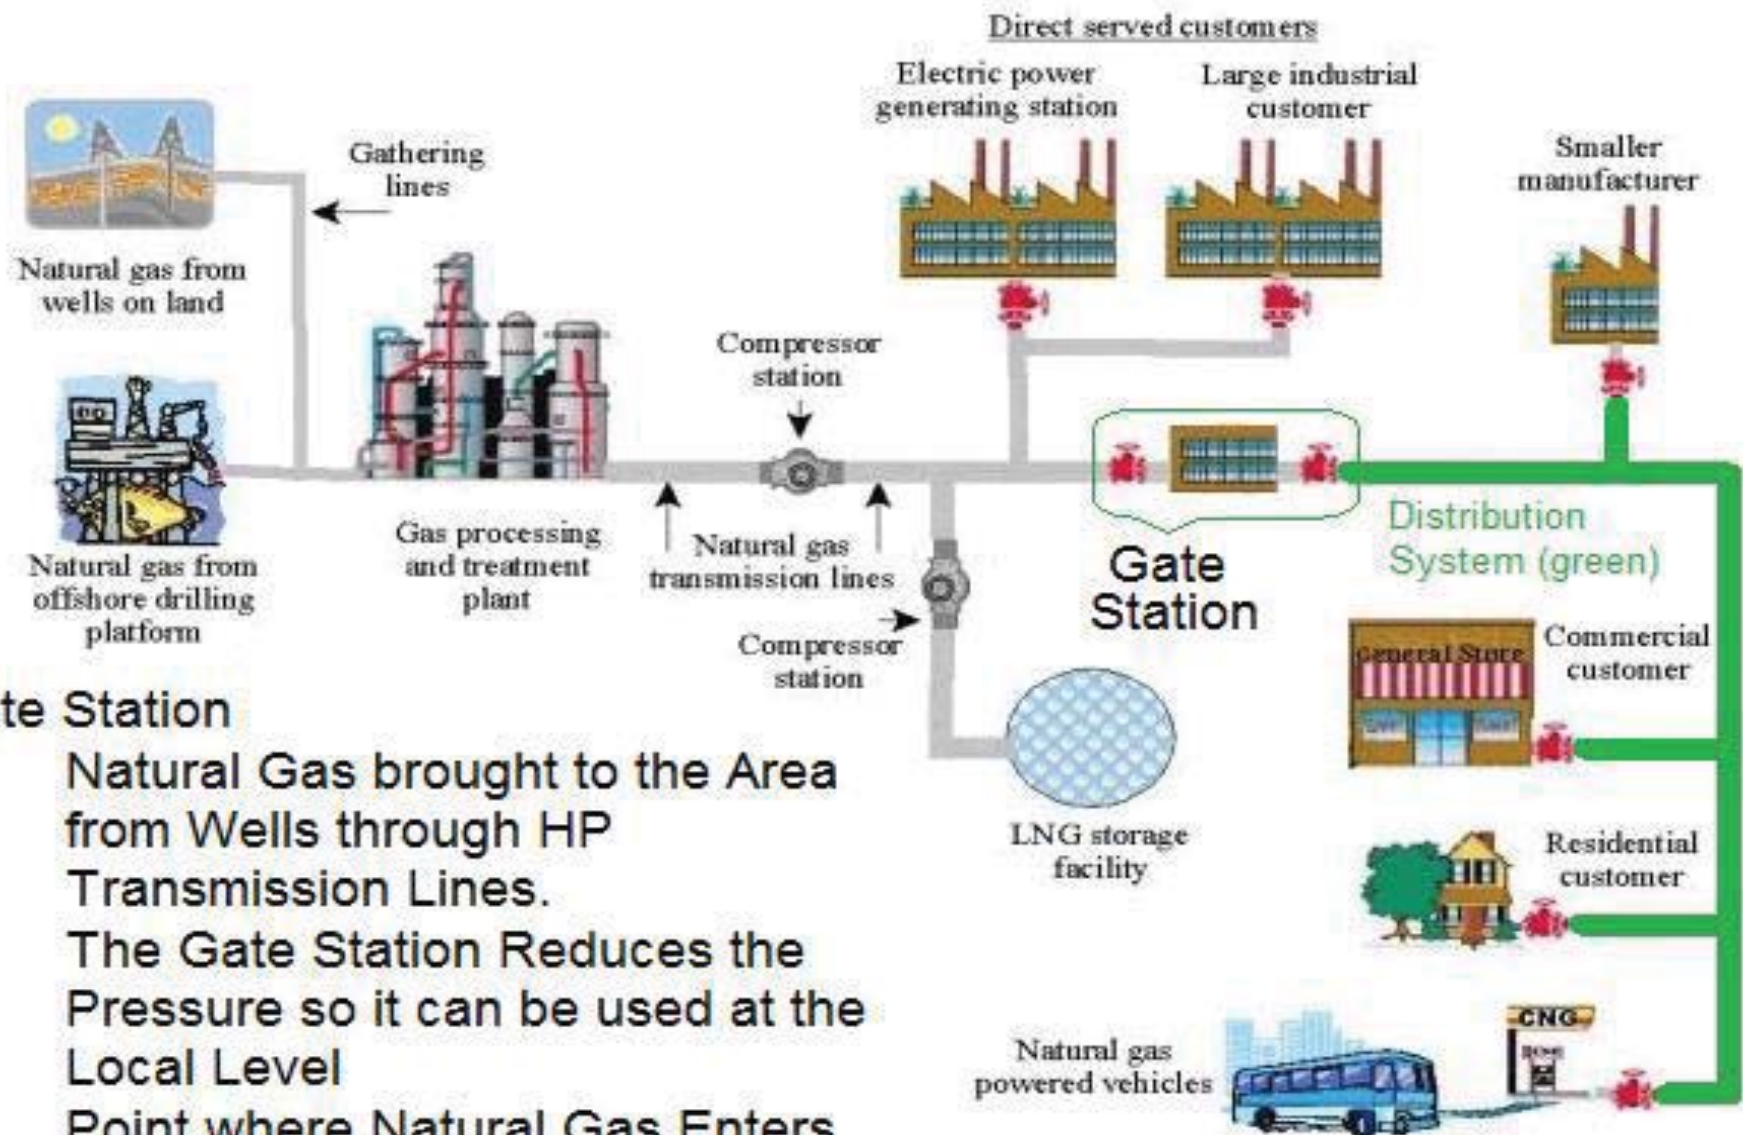 Direct served customers
Electric power
generating station
Large industrial
customer
Smaller
manufacturer
Gathering
lines
Natural gas from
wells on land
Compressor
station
Natural gas from
offshore drilling
platform
Gas processing
and treatment
plant
Natural gas
transmission lines
Compressor
station
Gate
Station
Distribution
System (green)
General Store
Commercial
customer
LNG storage
facility
Residential
customer
Natural gas
powered vehicles
CNG
te Station
Natural Gas brought to the Area
from Wells through HP
Transmission Lines.
The Gate Station Reduces the
Pressure so it can be used at the
Local Level
Point where Natural Gas Enters